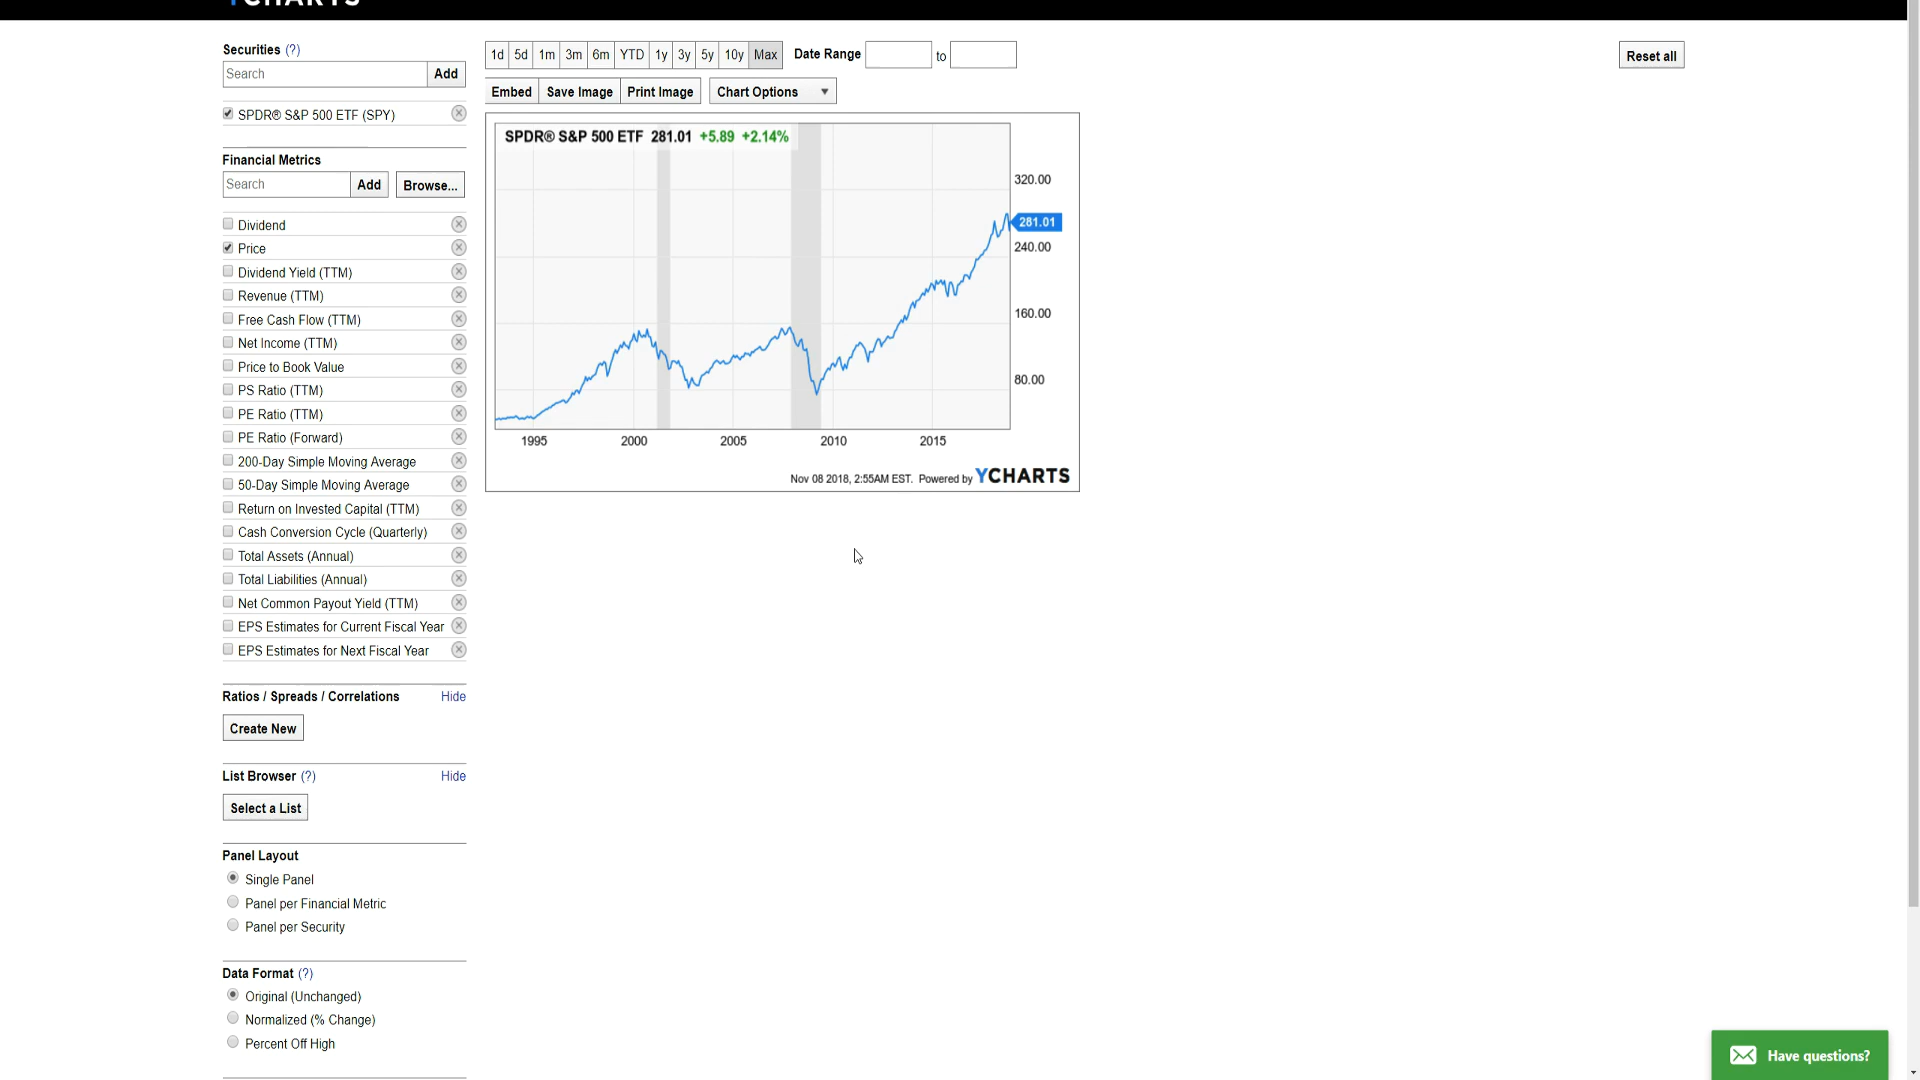 YCHARTS
Securities (?)
Search Add
SPDR® S&P 500 ETF (SPY)
Financial Metrics
Search Add Browse...
Dividend
Price
Dividend Yield (TTM)
Revenue (TTM)
Free Cash Flow (TTM)
Net Income (TTM)
Price to Book Value
PS Ratio (TTM)
PE Ratio (TTM)
PE Ratio (Forward)
200-Day Simple Moving Average
50-Day Simple Moving Average
Return on Invested Capital (TTM)
Cash Conversion Cycle (Quarterly)
Total Assets (Annual)
Total Liabilities (Annual)
Net Common Payout Yield (TTM)
EPS Estimates for Current Fiscal Year
EPS Estimates for Next Fiscal Year
Ratios / Spreads / Correlations Hide
Create New
List Browser (?) Hide
Select a List
Panel Layout
Single Panel
Panel per Financial Metric
Panel per Security
Data Format (?)
Original (Unchanged)
Normalized (% Change)
Percent Off High
1d 5d 1m 3m 6m YTD 1y 3y 5y 10y Max Date Range to
Reset all
Embed Save Image Print Image Chart Options
SPDR® S&P 500 ETF 281.01 +5.89 +2.14%
320.00
281.01
240.00
160.00
80.00
1995 2000 2005 2010 2015
Nov 08 2018, 2:55AM EST. Powered by YCHARTS
Have questions?